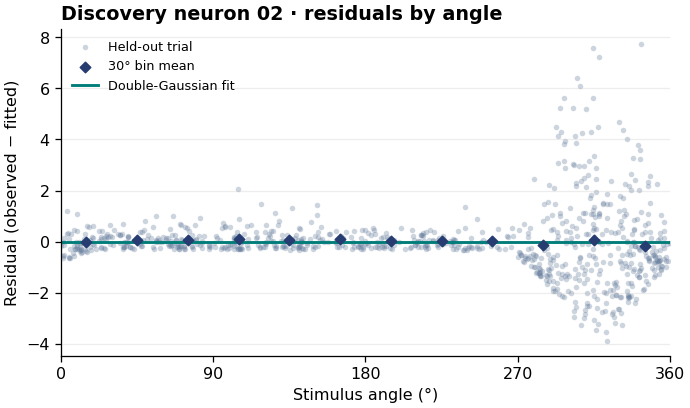 Discovery neuron 02 · residuals by angle
Residual (observed − fitted)
8
6
4
2
0
−2
−4
Held-out trial
30° bin mean
Double-Gaussian fit
0
90
180
270
360
Stimulus angle (°)